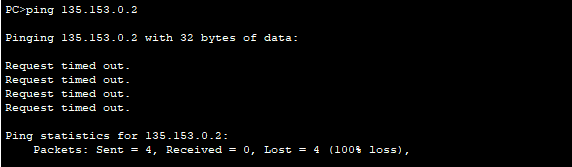 PC>ping 135.153.0.2
Pinging 135.153.0.2 with 32 bytes of data:
Request timed out.
Request timed out.
Request timed out.
Request timed out.
Ping statistics for 135.153.0.2:
Packets: Sent = 4, Received = 0, Lost = 4 (100% loss),